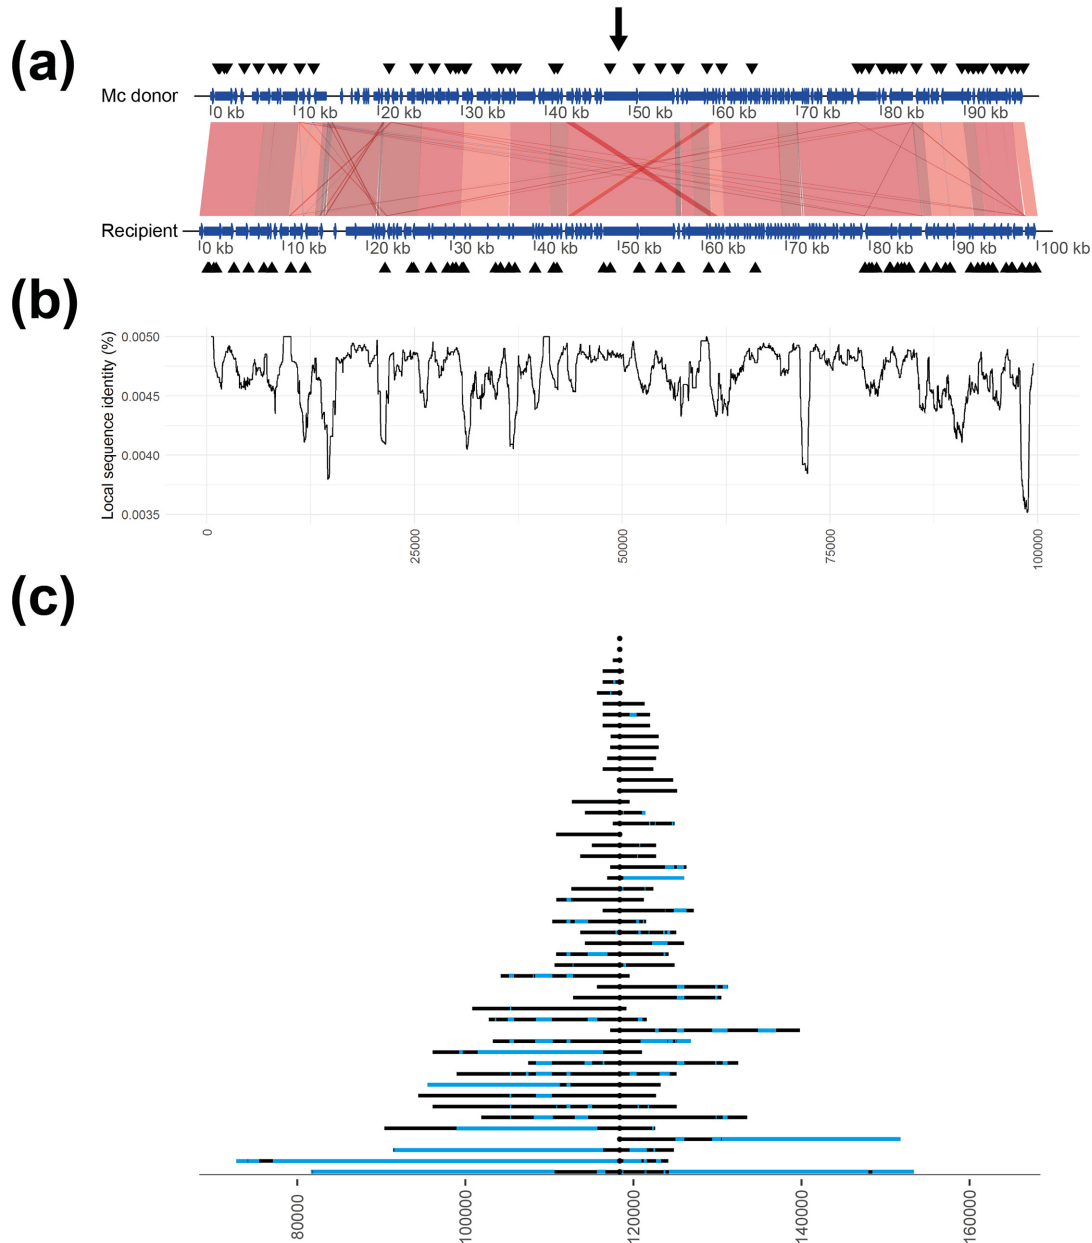 (a)
Mc donor
0 kb 10 kb 20 kb 30 kb 40 kb 50 kb 60 kb 70 kb 80 kb 90 kb
Recipient
0 kb 10 kb 20 kb 30 kb 40 kb 50 kb 60 kb 70 kb 80 kb 90 kb 100 kb
(b)
Local sequence identity (%)
0.0050
0.0045
0.0040
0.0035
0 25000 50000 75000 100000
(c)
80000 100000 120000 140000 160000